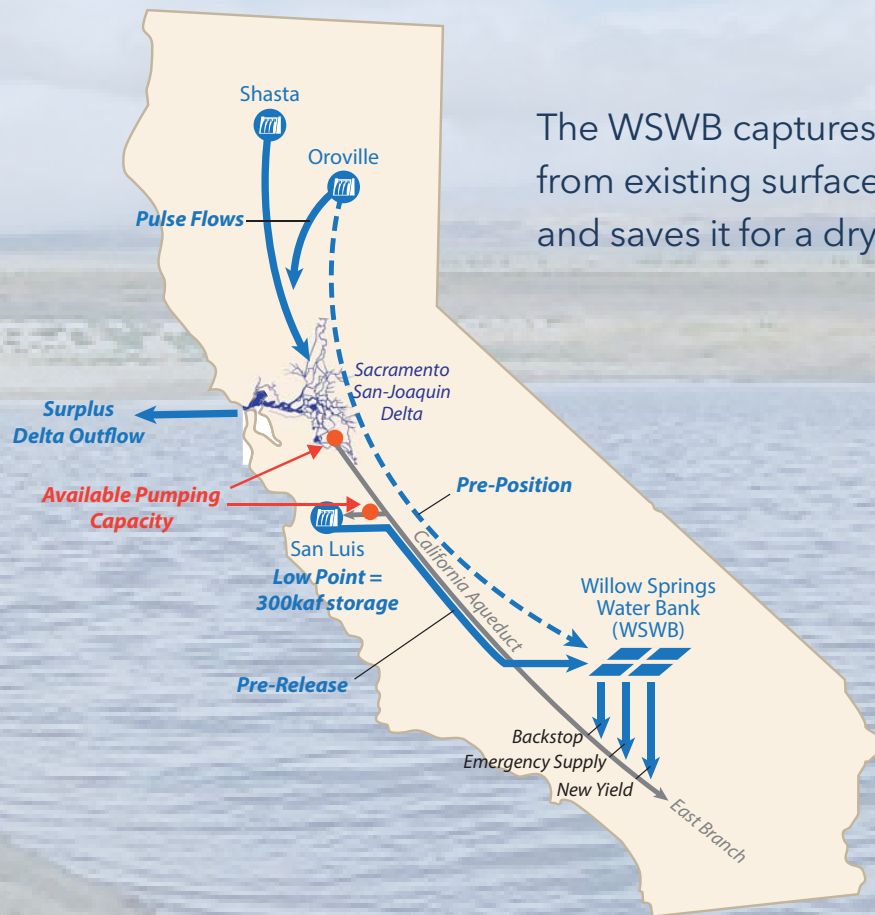 The WSWB captures
from existing surface
and saves it for a dry
Shasta
Oroville
Pulse Flows
Sacramento
San-Joaquin
Delta
Surplus
Delta Outflow
Available Pumping
Capacity
Pre-Position
San Luis
Low Point =
300kaf storage
California Aqueduct
Willow Springs
Water Bank
(WSWB)
Pre-Release
Backstop
Emergency Supply
New Yield
East Branch